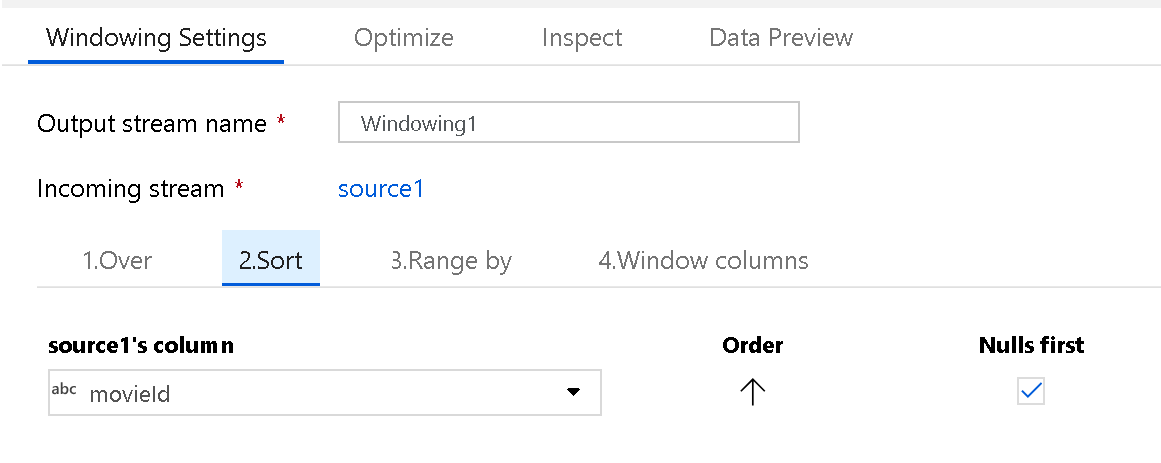 Windowing Settings Optimize Inspect Data Preview
Output stream name * Windowing1
Incoming stream * source1
1.Over 2.Sort 3.Range by 4.Window columns
source1's column Order Nulls first
abc movieId